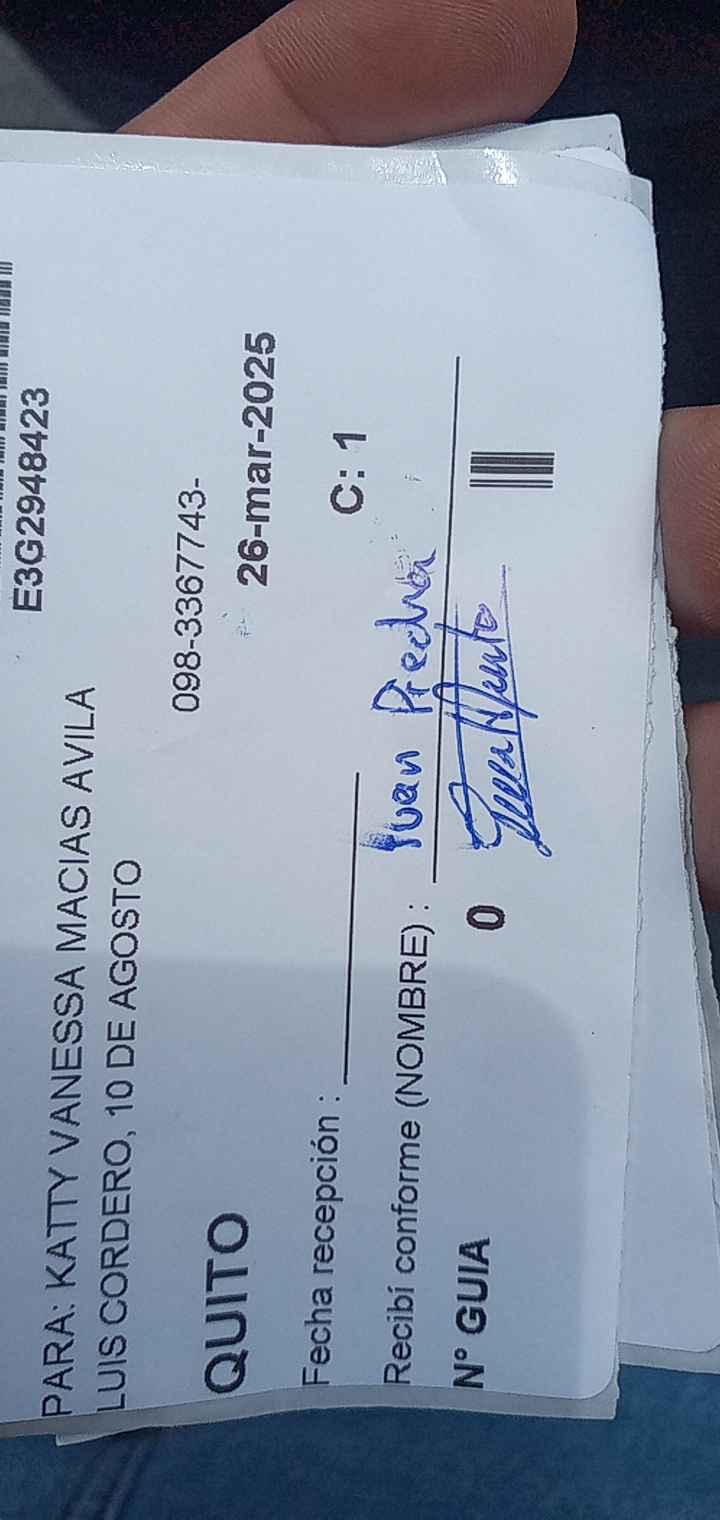 E3G2948423
PARA: KATTY VANESSA MACIAS AVILA
LUIS CORDERO, 10 DE AGOSTO
098-3367743-
QUITO 26-mar-2025
Fecha recepción : C: 1
Recibí conforme (NOMBRE) : Juan Piedra
N° GUIA 0